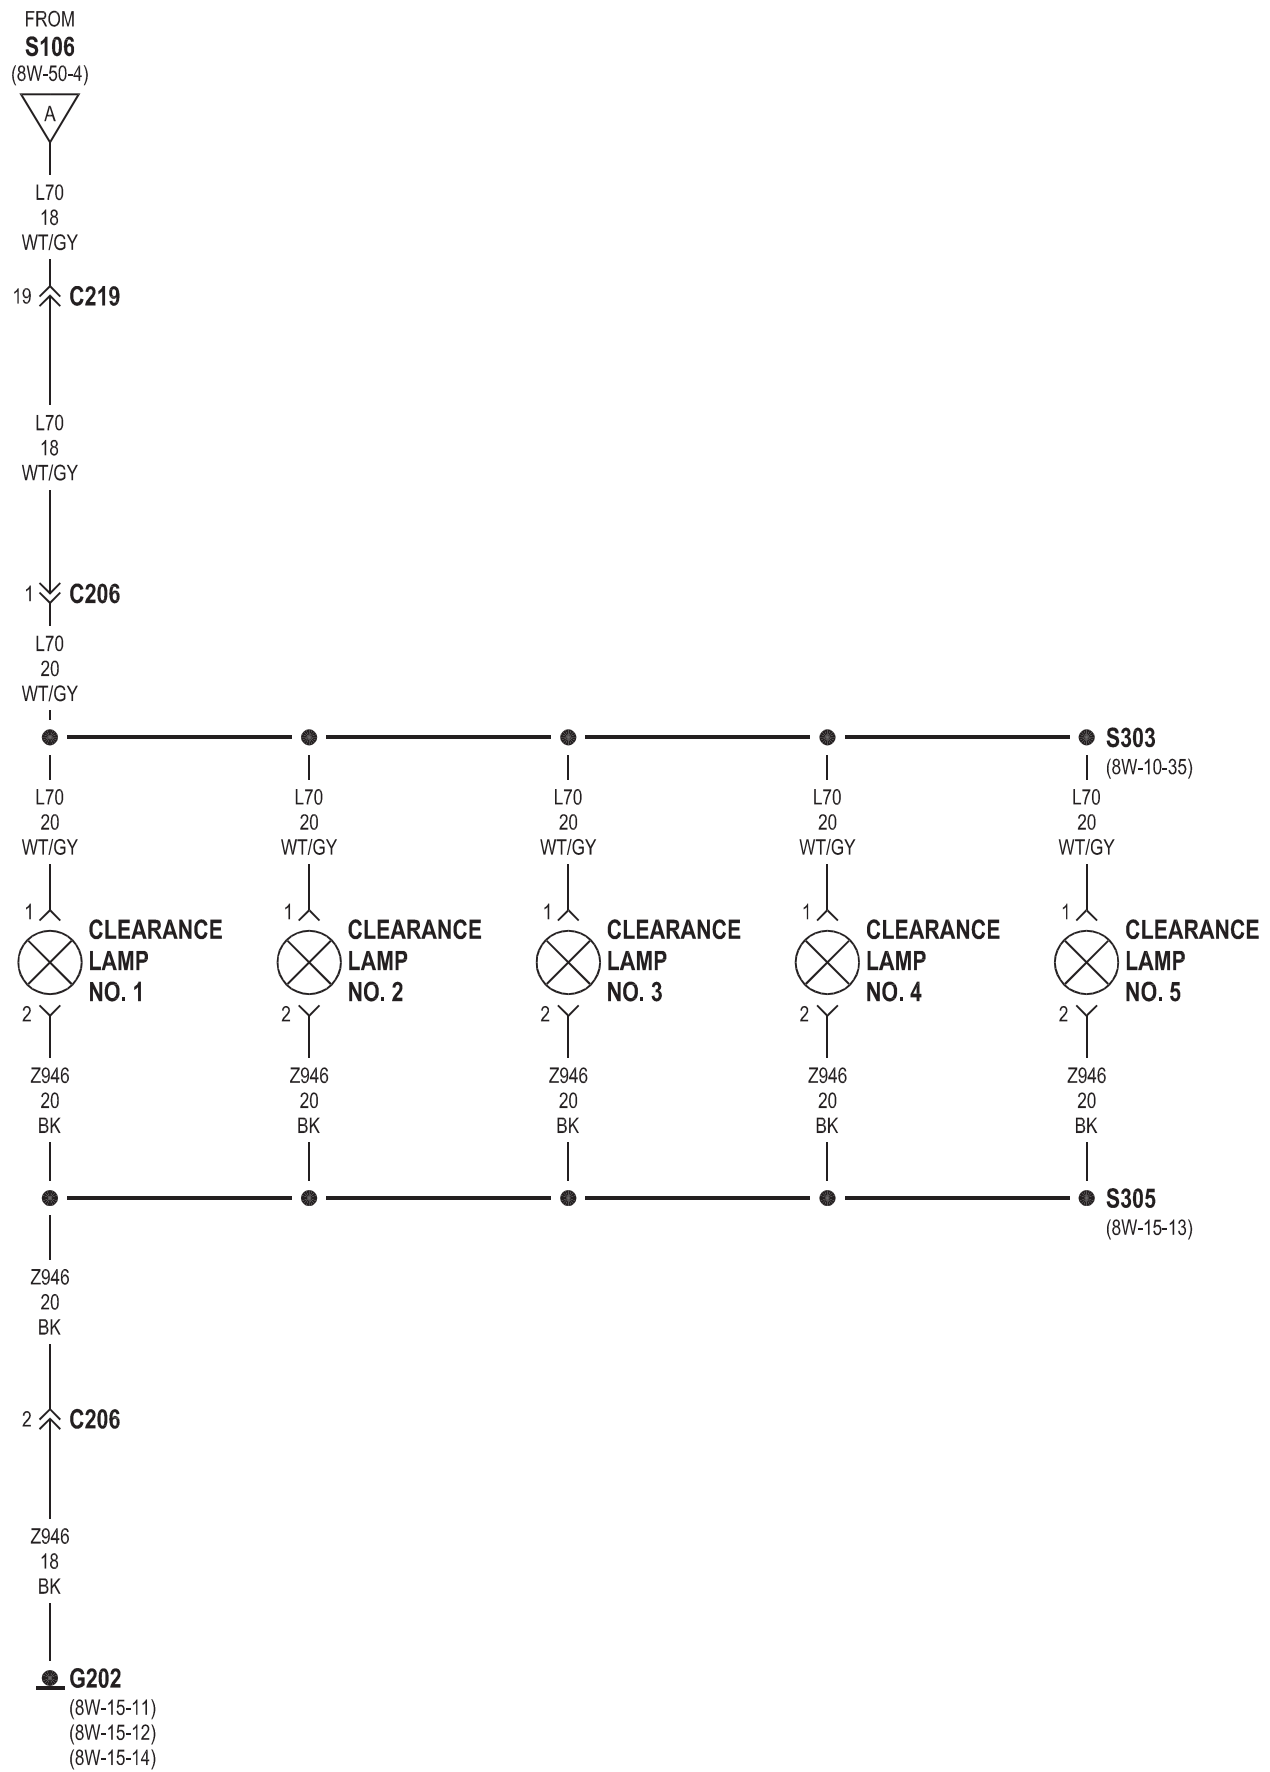 FROM
S106
(8W-50-4)
A
L70
18
WT/GY
19 C219
L70
18
WT/GY
1 C206
L70
20
WT/GY
S303
(8W-10-35)
L70 L70 L70 L70 L70
20 20 20 20 20
WT/GY WT/GY WT/GY WT/GY WT/GY
1 1 1 1 1
CLEARANCE CLEARANCE CLEARANCE CLEARANCE CLEARANCE
LAMP LAMP LAMP LAMP LAMP
NO. 1 NO. 2 NO. 3 NO. 4 NO. 5
2 2 2 2 2
Z946 Z946 Z946 Z946 Z946
20 20 20 20 20
BK BK BK BK BK
S305
(8W-15-13)
Z946
20
BK
2 C206
Z946
18
BK
G202
(8W-15-11)
(8W-15-12)
(8W-15-14)